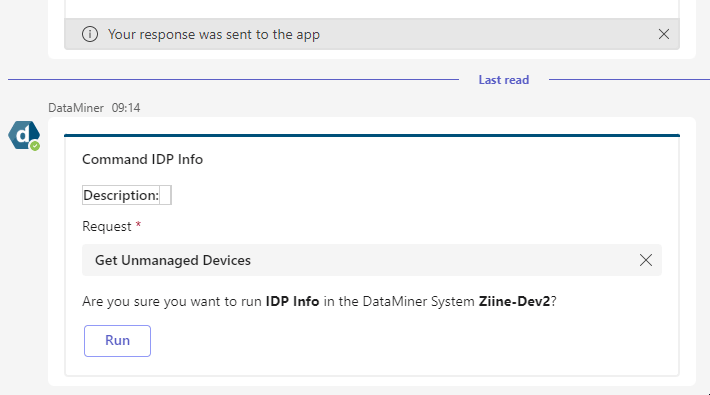 Your response was sent to the app
Last read
DataMiner 09:14
d
Command IDP Info
Description:
Request *
Get Unmanaged Devices
Are you sure you want to run IDP Info in the DataMiner System Ziine-Dev2?
Run